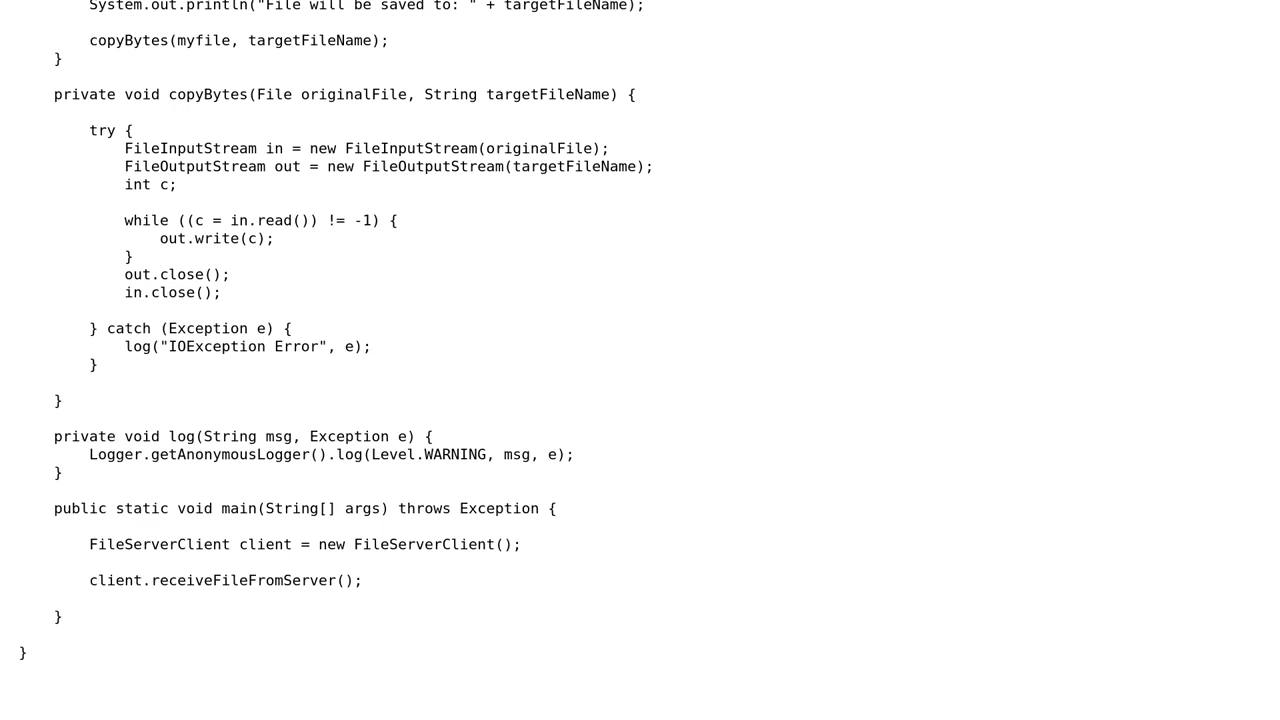 System.out.println("File will be saved to: " + targetFileName);
copyBytes(myfile, targetFileName);
}
private void copyBytes(File originalFile, String targetFileName) {
try {
FileInputStream in = new FileInputStream(originalFile);
FileOutputStream out = new FileOutputStream(targetFileName);
int c;
while ((c = in.read()) != -1) {
out.write(c);
}
out.close();
in.close();
} catch (Exception e) {
log("IOException Error", e);
}
}
private void log(String msg, Exception e) {
Logger.getAnonymousLogger().log(Level.WARNING, msg, e);
}
public static void main(String[] args) throws Exception {
FileServerClient client = new FileServerClient();
client.receiveFileFromServer();
}
}